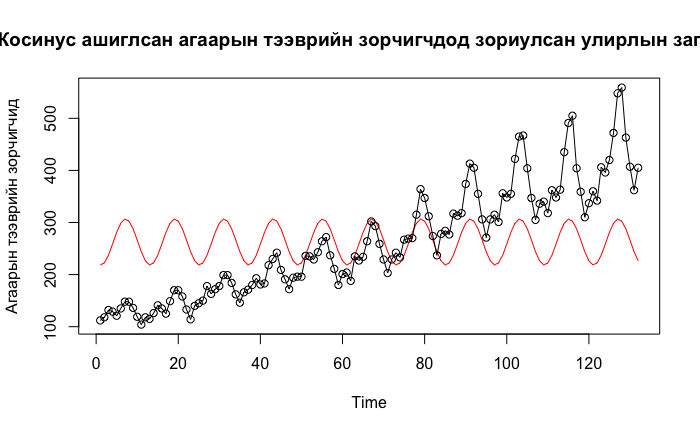 Косинус ашиглсан агаарын тээврийн зорчигчдод зориулсан улирлын заг
Агаарын тээврийн зорчигчид
500
400
300
200
100
0 20 40 60 80 100 120
Time